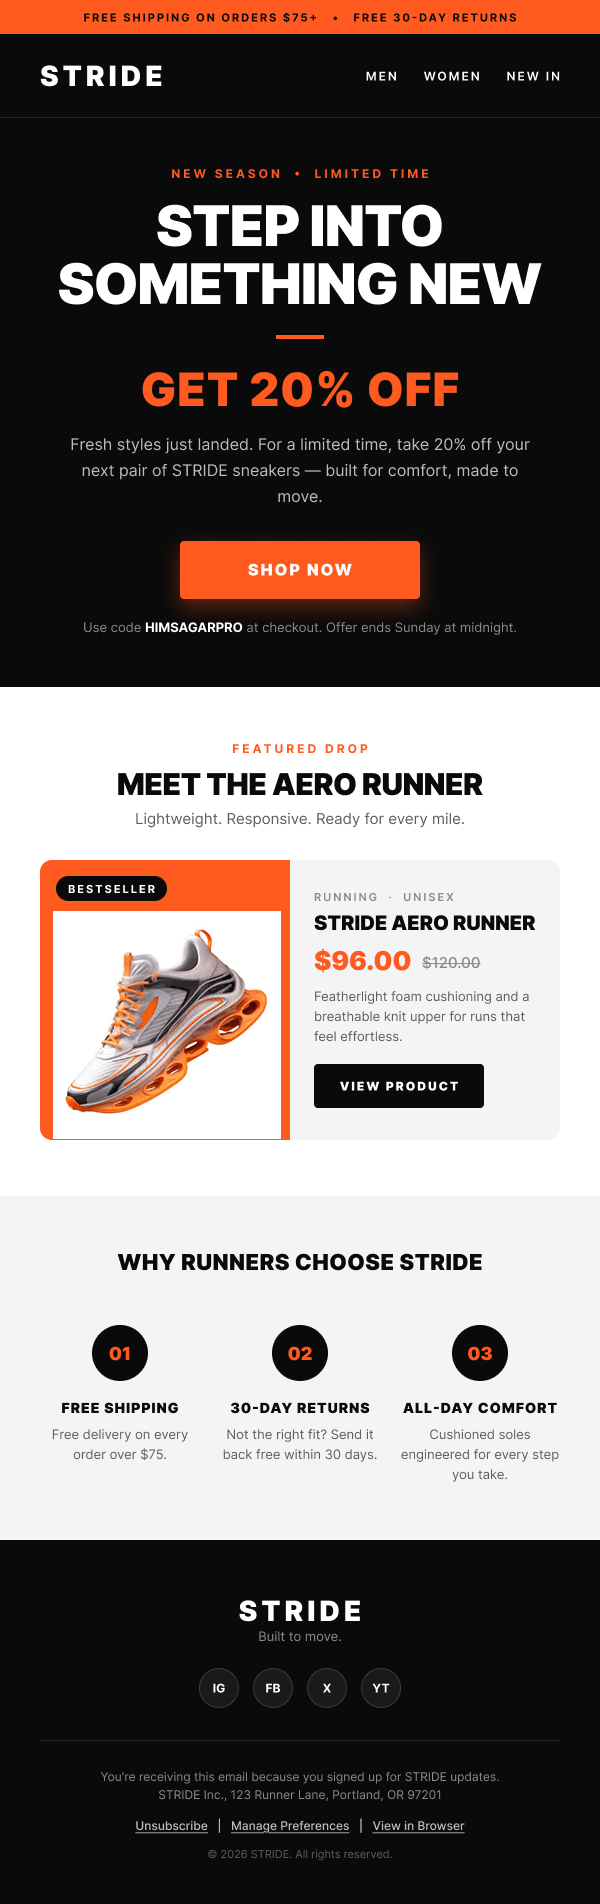 FREE SHIPPING ON ORDERS $75+ • FREE 30-DAY RETURNS
STRIDE
MEN WOMEN NEW IN
NEW SEASON • LIMITED TIME
STEP INTO
SOMETHING NEW
GET 20% OFF
Fresh styles just landed. For a limited time, take 20% off your
next pair of STRIDE sneakers — built for comfort, made to
move.
SHOP NOW
Use code HIMSAGARPRO at checkout. Offer ends Sunday at midnight.
FEATURED DROP
MEET THE AERO RUNNER
Lightweight. Responsive. Ready for every mile.
BESTSELLER
RUNNING · UNISEX
STRIDE AERO RUNNER
$96.00 $120.00
Featherlight foam cushioning and a
breathable knit upper for runs that
feel effortless.
VIEW PRODUCT
WHY RUNNERS CHOOSE STRIDE
01
FREE SHIPPING
Free delivery on every
order over $75.
02
30-DAY RETURNS
Not the right fit? Send it
back free within 30 days.
03
ALL-DAY COMFORT
Cushioned soles
engineered for every step
you take.
STRIDE
Built to move.
IG FB X YT
You're receiving this email because you signed up for STRIDE updates.
STRIDE Inc., 123 Runner Lane, Portland, OR 97201
Unsubscribe | Manage Preferences | View in Browser
© 2026 STRIDE. All rights reserved.